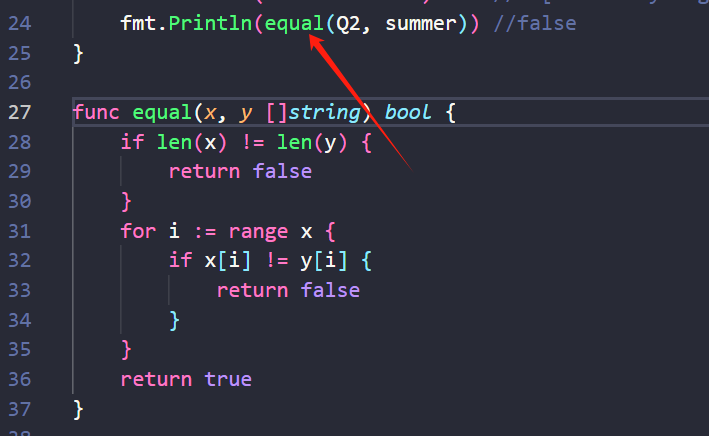 24 fmt.Println(equal(Q2, summer)) //false
25 }
26
27 func equal(x, y []string) bool {
28 if len(x) != len(y) {
29 return false
30 }
31 for i := range x {
32 if x[i] != y[i] {
33 return false
34 }
35 }
36 return true
37 }